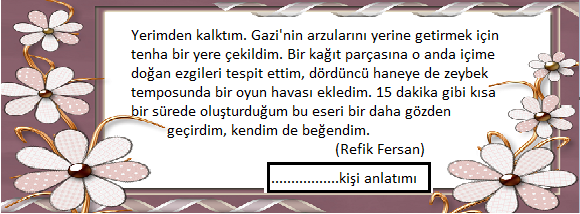 Yerimden kalktım. Gazi'nin arzularını yerine getirmek için
tenha bir yere çekildim. Bir kağıt parçasına o anda içime
doğan ezgileri tespit ettim, dördüncü haneye de zeybek
temposunda bir oyun havası ekledim. 15 dakika gibi kısa
bir sürede oluşturduğum bu eseri bir daha gözden
geçirdim, kendim de beğendim.
(Refik Fersan)
.................kişi anlatımı